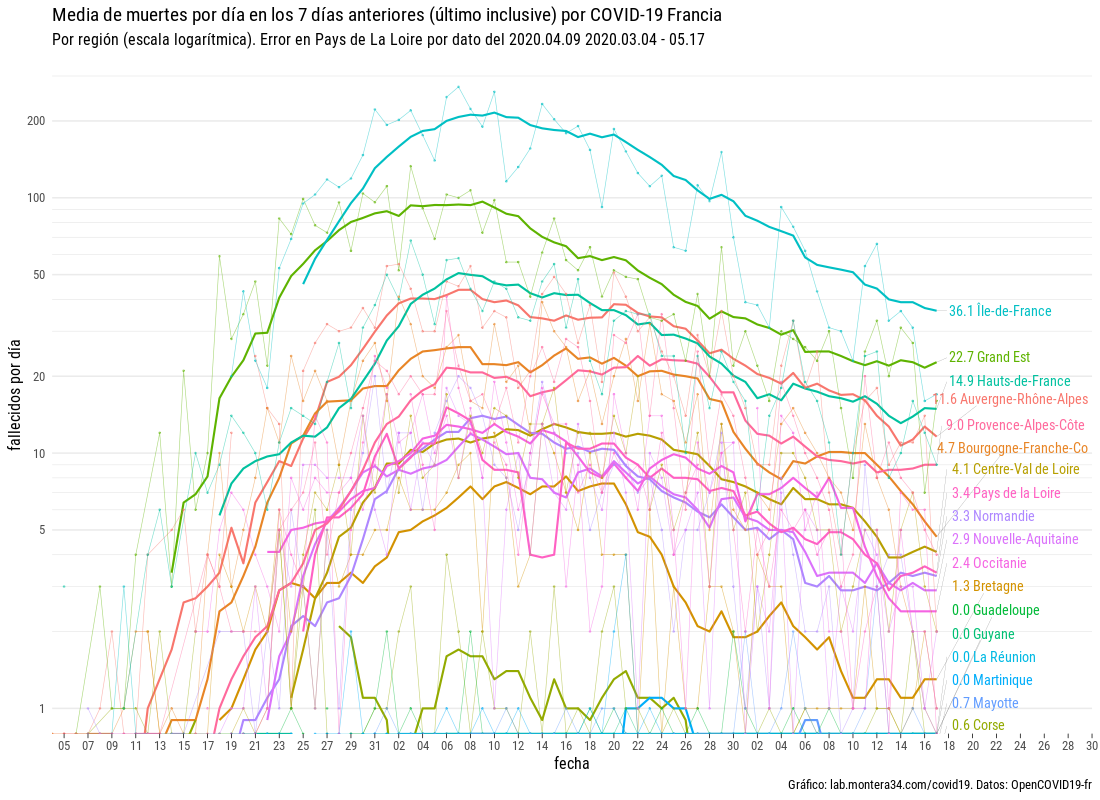 Media de muertes por día en los 7 días anteriores (último inclusive) por COVID-19 Francia
Por región (escala logarítmica). Error en Pays de La Loire por dato del 2020.04.09 2020.03.04 - 05.17
fallecidos por día
200
100
50
20
10
5
1
36.1 Île-de-France
22.7 Grand Est
14.9 Hauts-de-France
11.6 Auvergne-Rhône-Alpes
9.0 Provence-Alpes-Côte
4.7 Bourgogne-Franche-Co
4.1 Centre-Val de Loire
3.4 Pays de la Loire
3.3 Normandie
2.9 Nouvelle-Aquitaine
2.4 Occitanie
1.3 Bretagne
0.0 Guadeloupe
0.0 Guyane
0.0 La Réunion
0.0 Martinique
0.7 Mayotte
0.6 Corse
05 07 09 11 13 15 17 19 21 23 25 27 29 31 02 04 06 08 10 12 14 16 18 20 22 24 26 28 30 02 04 06 08 10 12 14 16 18 20 22 24 26 28 30
fecha
Gráfico: lab.montera34.com/covid19. Datos: OpenCOVID19-fr